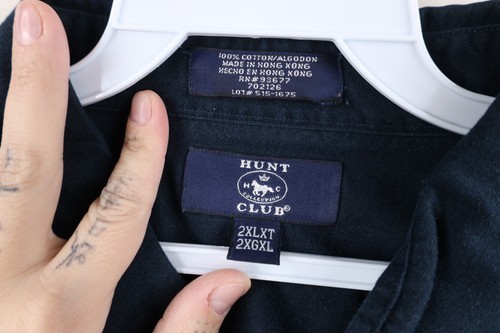 100% COTTON/ALGODON
MADE IN HONG KONG
HECHO EN HONG KONG
RN#93677
702126
LOT# 515-1675
HUNT
H C
COLLECTION
CLUB®
2XLXT
2XGXL